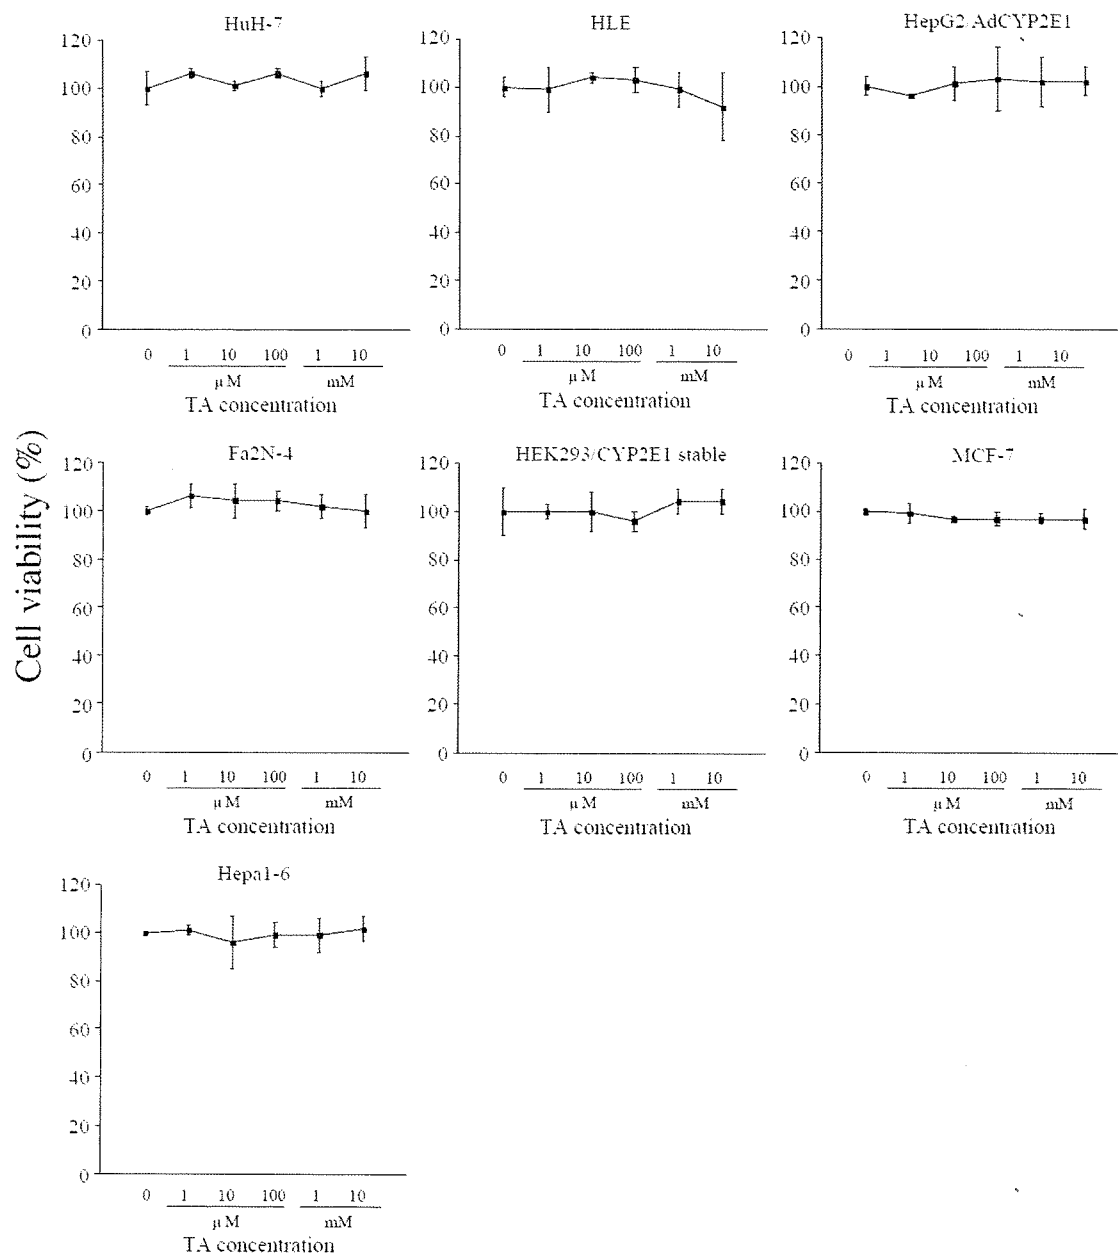 HuH-7
120
100
80
60
40
20
0
0 1 10 100 1 10
µM mM
TA concentration
HLE
120
100
80
60
40
20
0
0 1 10 100 1 10
µM mM
TA concentration
HepG2/AdCYP2E1
120
100
80
60
40
20
0
0 1 10 100 1 10
µM mM
TA concentration
Cell viability (%)
Fa2N-4
120
100
80
60
40
20
0
0 1 10 100 1 10
µM mM
TA concentration
HEK293/CYP2E1 stable
120
100
80
60
40
20
0
0 1 10 100 1 10
µM mM
TA concentration
MCF-7
120
100
80
60
40
20
0
0 1 10 100 1 10
µM mM
TA concentration
Hepa1-6
120
100
80
60
40
20
0
0 1 10 100 1 10
µM mM
TA concentration